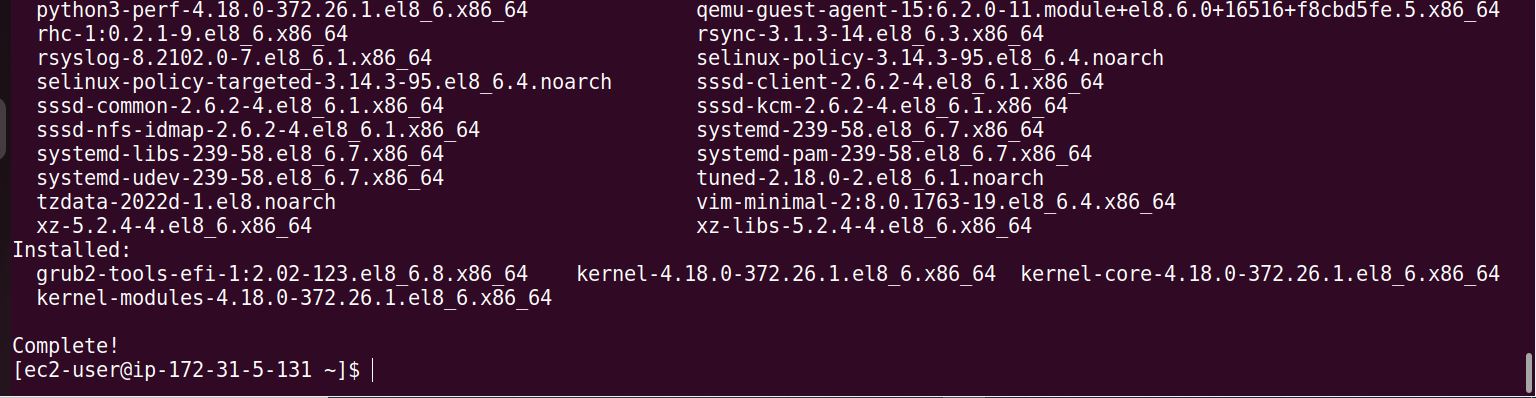 python3-perf-4.18.0-372.26.1.el8_6.x86_64 qemu-guest-agent-15:6.2.0-11.module+el8.6.0+16516+f8cbd5fe.5.x86_64
rhc-1:0.2.1-9.el8_6.x86_64 rsync-3.1.3-14.el8_6.3.x86_64
rsyslog-8.2102.0-7.el8_6.1.x86_64 selinux-policy-3.14.3-95.el8_6.4.noarch
selinux-policy-targeted-3.14.3-95.el8_6.4.noarch sssd-client-2.6.2-4.el8_6.1.x86_64
sssd-common-2.6.2-4.el8_6.1.x86_64 sssd-kcm-2.6.2-4.el8_6.1.x86_64
sssd-nfs-idmap-2.6.2-4.el8_6.1.x86_64 systemd-239-58.el8_6.7.x86_64
systemd-libs-239-58.el8_6.7.x86_64 systemd-pam-239-58.el8_6.7.x86_64
systemd-udev-239-58.el8_6.7.x86_64 tuned-2.18.0-2.el8_6.1.noarch
tzdata-2022d-1.el8.noarch vim-minimal-2:8.0.1763-19.el8_6.4.x86_64
xz-5.2.4-4.el8_6.x86_64 xz-libs-5.2.4-4.el8_6.x86_64
Installed:
grub2-tools-efi-1:2.02-123.el8_6.8.x86_64 kernel-4.18.0-372.26.1.el8_6.x86_64 kernel-core-4.18.0-372.26.1.el8_6.x86_64
kernel-modules-4.18.0-372.26.1.el8_6.x86_64
Complete!
[ec2-user@ip-172-31-5-131 ~]$